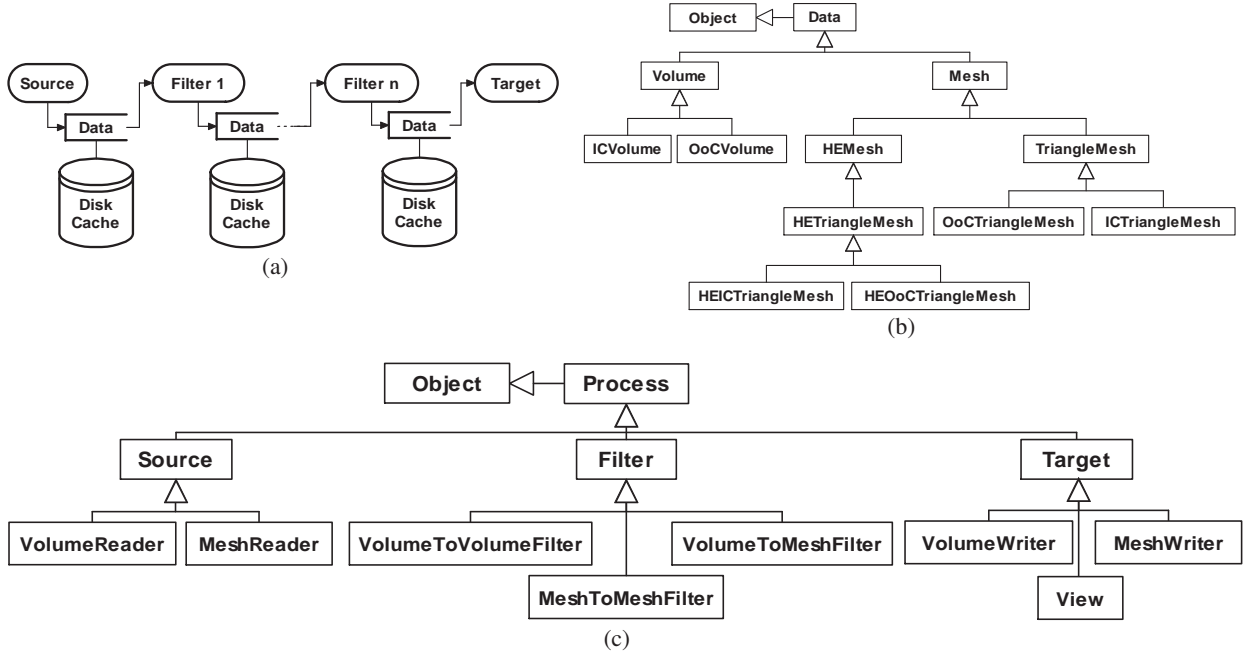 Source
Filter 1
Filter n
Target
Data
Data
Data
Disk
Cache
Disk
Cache
Disk
Cache
(a)
Object
Data
Volume
Mesh
ICVolume
OoCVolume
HEMesh
TriangleMesh
HETriangleMesh
OoCTriangleMesh
ICTriangleMesh
HEICTriangleMesh
HEOoCTriangleMesh
(b)
Object
Process
Source
Filter
Target
VolumeReader
MeshReader
VolumeToVolumeFilter
VolumeToMeshFilter
VolumeWriter
MeshWriter
MeshToMeshFilter
View
(c)